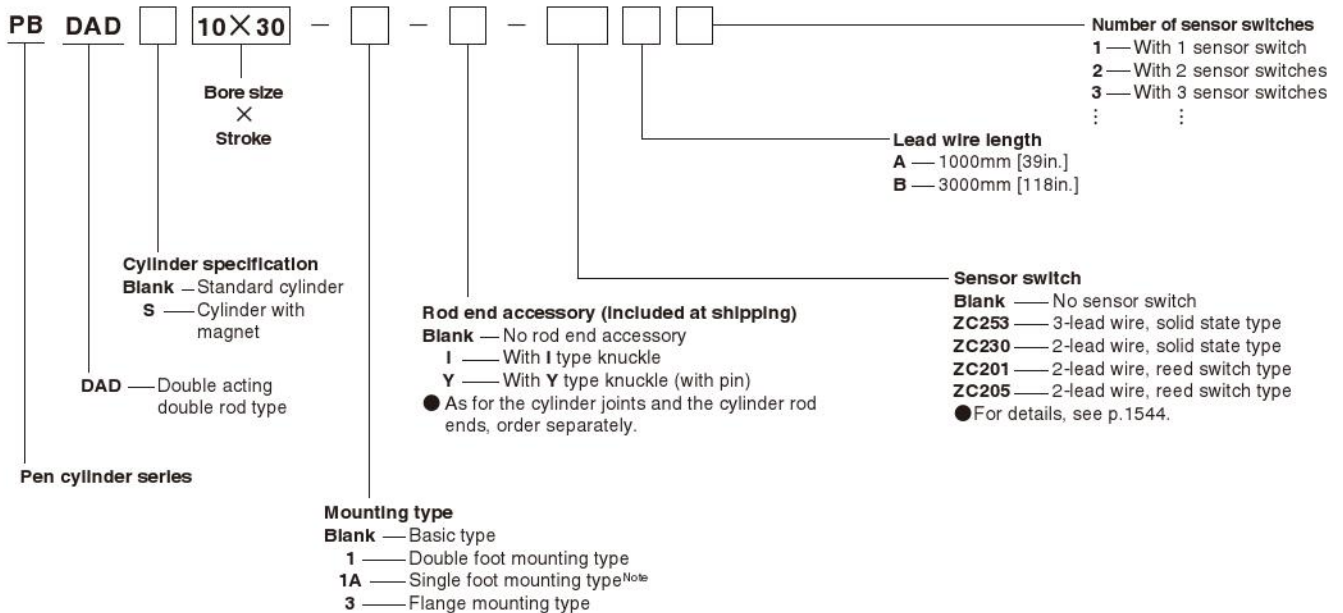 PB DAD 10×30 - - -
Number of sensor switches
1 — With 1 sensor switch
2 — With 2 sensor switches
3 — With 3 sensor switches
⋮ ⋮
Bore size
×
Stroke
Lead wire length
A — 1000mm [39in.]
B — 3000mm [118in.]
Cylinder specification
Blank — Standard cylinder
S — Cylinder with
magnet
Sensor switch
Blank — No sensor switch
ZC253 — 3-lead wire, solid state type
ZC230 — 2-lead wire, solid state type
ZC201 — 2-lead wire, reed switch type
ZC205 — 2-lead wire, reed switch type
●For details, see p.1544.
Rod end accessory (included at shipping)
Blank — No rod end accessory
I — With I type knuckle
Y — With Y type knuckle (with pin)
● As for the cylinder joints and the cylinder rod
ends, order separately.
DAD — Double acting
double rod type
Pen cylinder series
Mounting type
Blank — Basic type
1 — Double foot mounting type
1A — Single foot mounting typeNote
3 — Flange mounting type